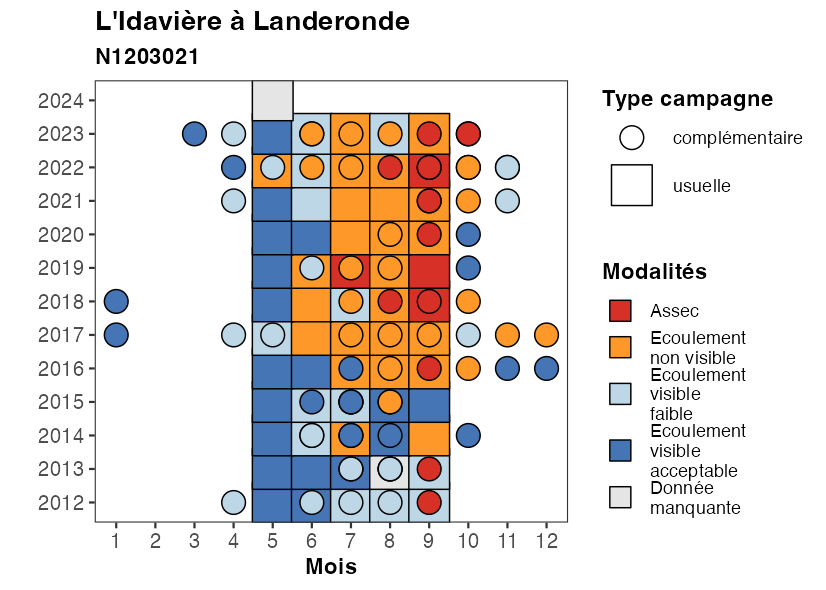 L'Idavière à Landeronde
N1203021
2024
2023
2022
2021
2020
2019
2018
2017
2016
2015
2014
2013
2012
1 2 3 4 5 6 7 8 9 10 11 12
Mois
Type campagne
complémentaire
usuelle
Modalités
Assec
Ecoulement
non visible
Ecoulement
visible
faible
Ecoulement
visible
acceptable
Donnée
manquante